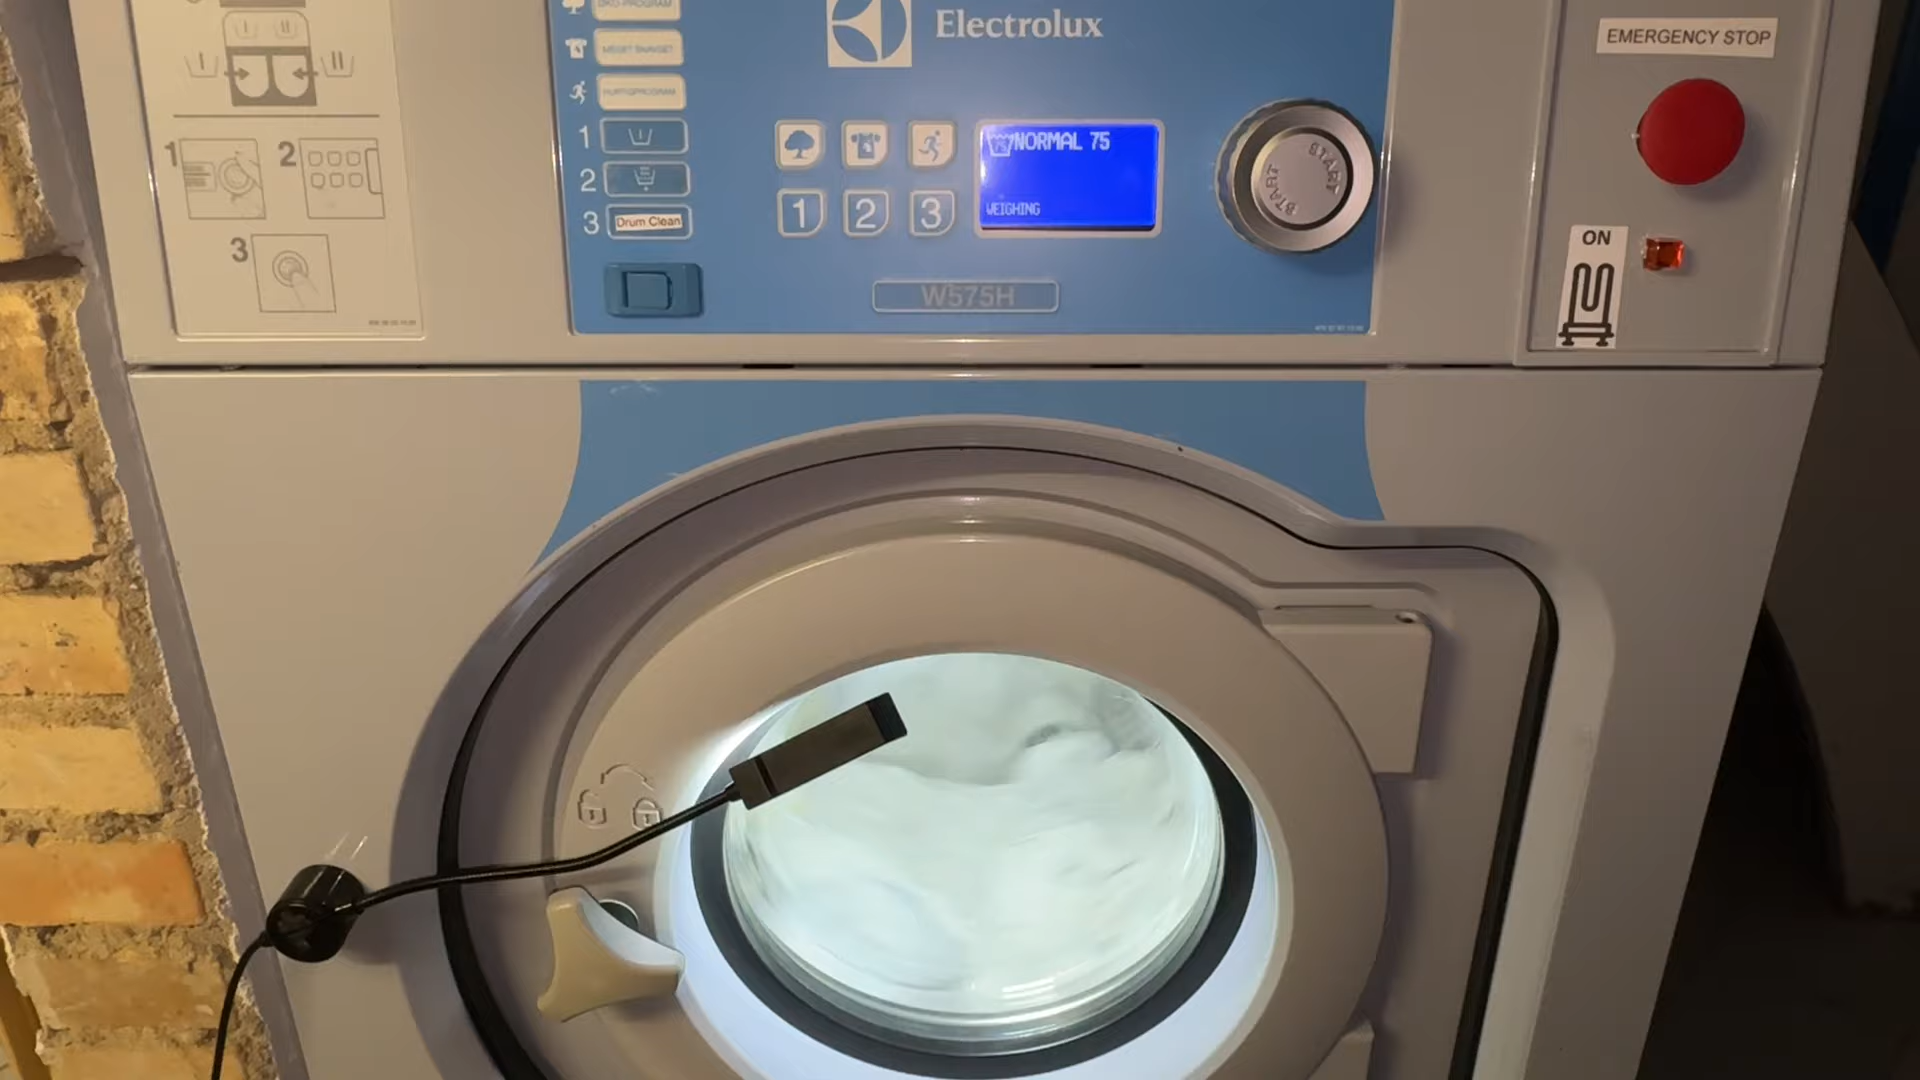 Electrolux
EMERGENCY STOP
HURTIGPROGRAM
1
2
3 Drum Clean
1 2 3
NORMAL 75
WEIGHING
START
START
ON
W575H
1
2
3